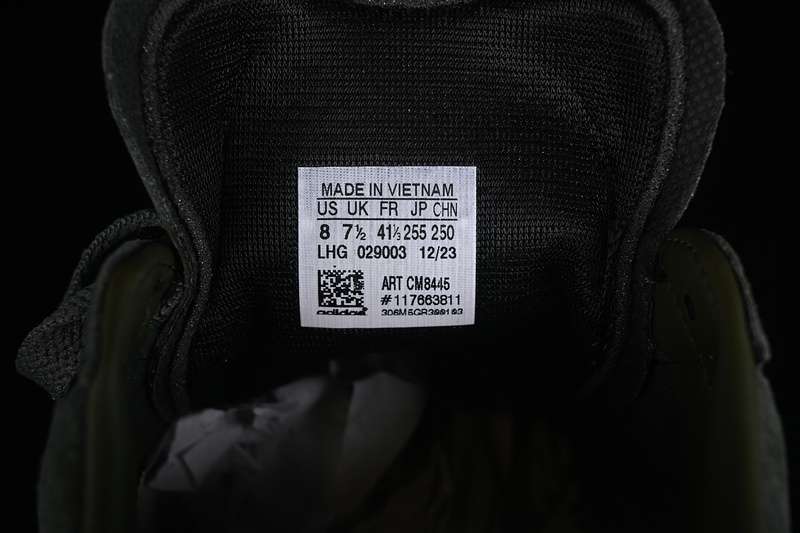 MADE IN VIETNAM
US UK FR JP CHN
8 7½ 41⅓ 255 250
LHG 029003 12/23
ART CM8445
#117663811
adidas